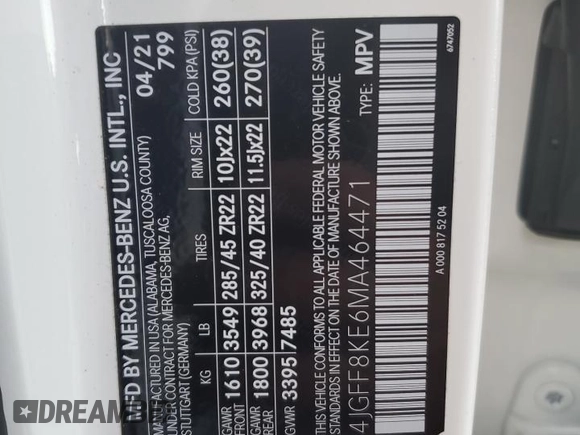 MFD BY MERCEDES-BENZ U.S. INTL., INC
MANUFACTURED IN USA (ALABAMA, TUSCALOOSA COUNTY)
UNDER CONTRACT FOR MERCEDES-BENZ AG,
STUTTGART (GERMANY)
04/21
799
KG LB TIRES RIM SIZE COLD KPA(PSI)
GAWR 1610 3549 285/45 ZR22 10Jx22 260(38)
GAWR REAR 1800 3968 325/40 ZR22 11.5Jx22 270(39)
GVWR 3395 7485
THIS VEHICLE CONFORMS TO ALL APPLICABLE FEDERAL MOTOR VEHICLE SAFETY
STANDARDS IN EFFECT ON THE DATE OF MANUFACTURE SHOWN ABOVE.
4JGFF8KE6MA464471 TYPE: MPV
A 000 817 52 04
6747052
DREAMB